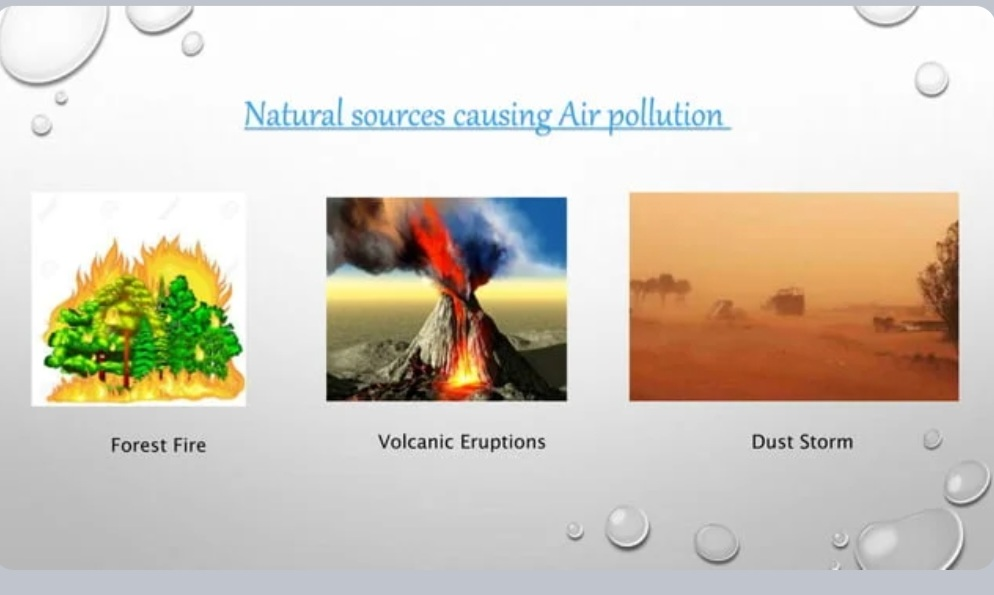 Natural sources causing Air pollution
Forest Fire
Volcanic Eruptions
Dust Storm